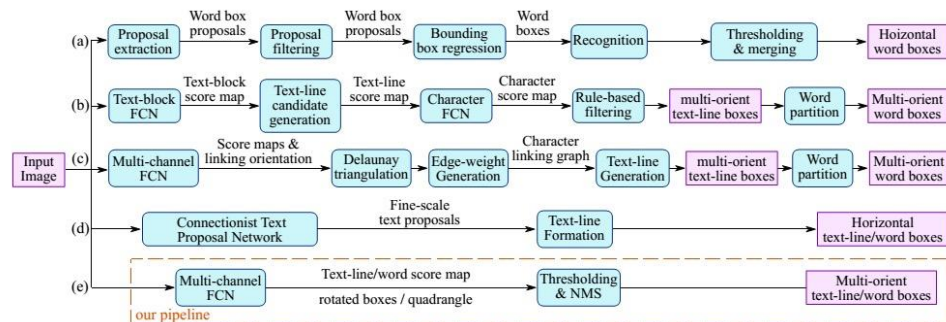 Input
Image
(a)
Proposal
extraction
Word box
proposals
Proposal
filtering
Word box
proposals
Bounding
box regression
Word
boxes
Recognition
Thresholding
& merging
Hoizontal
word boxes
(b)
Text-block
FCN
Text-block
score map
Text-line
candidate
generation
Text-line
score map
Character
FCN
Character
score map
Rule-based
filtering
multi-orient
text-line boxes
Word
partition
Multi-orient
word boxes
(c)
Multi-channel
FCN
Score maps &
linking orientation
Delaunay
triangulation
Edge-weight
Generation
Character
linking graph
Text-line
Generation
multi-orient
text-line boxes
Word
partition
Multi-orient
word boxes
(d)
Connectionist Text
Proposal Network
Fine-scale
text proposals
Text-line
Formation
Horizontal
text-line/word boxes
(e)
Multi-channel
FCN
Text-line/word score map
rotated boxes / quadrangle
Thresholding
& NMS
Multi-orient
text-line/word boxes
our pipeline